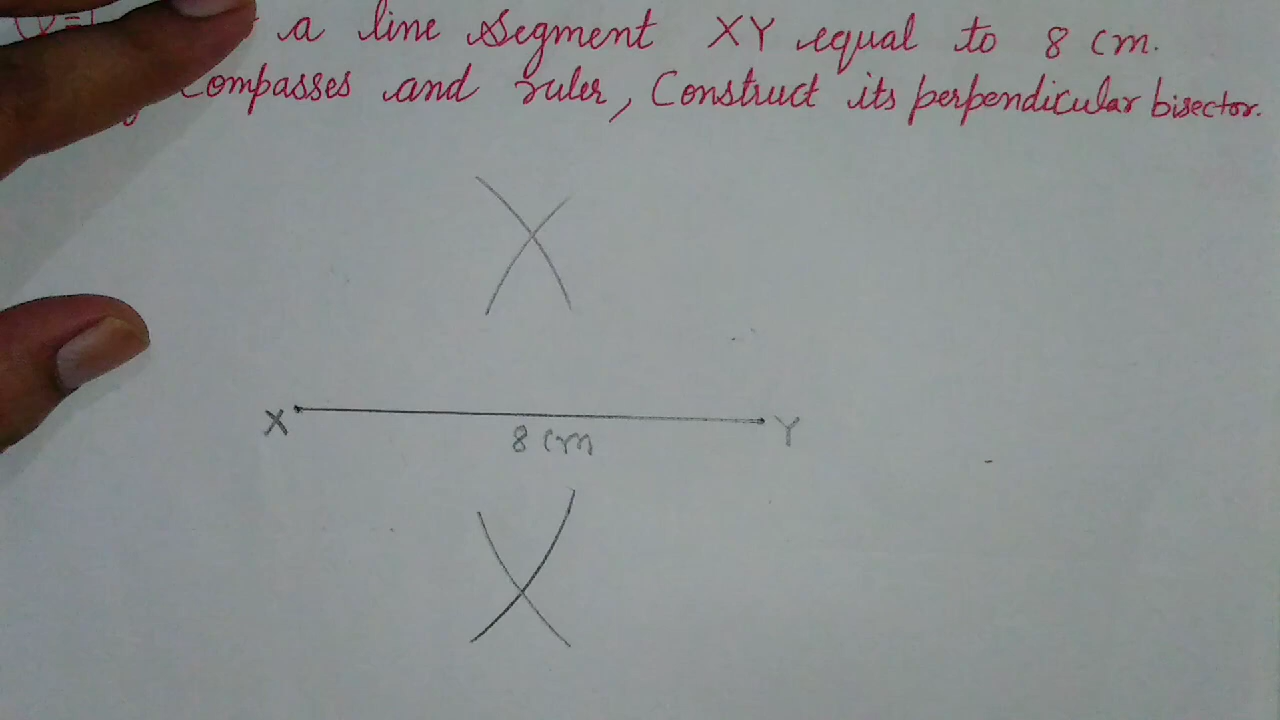 a line segment XY equal to 8 cm.
compasses and ruler, Construct its perpendicular bisector.
X
Y
8 cm